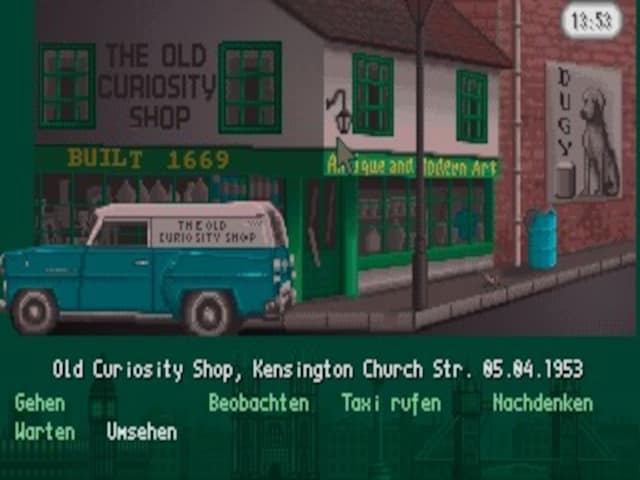 13:53
THE OLD
CURIOSITY
SHOP
DUGY
BUILT 1669
Antique and Modern Art
THE OLD
CURIOSITY SHOP
Old Curiosity Shop, Kensington Church Str. 05.04.1953
Gehen Beobachten Taxi rufen Nachdenken
Warten Umsehen